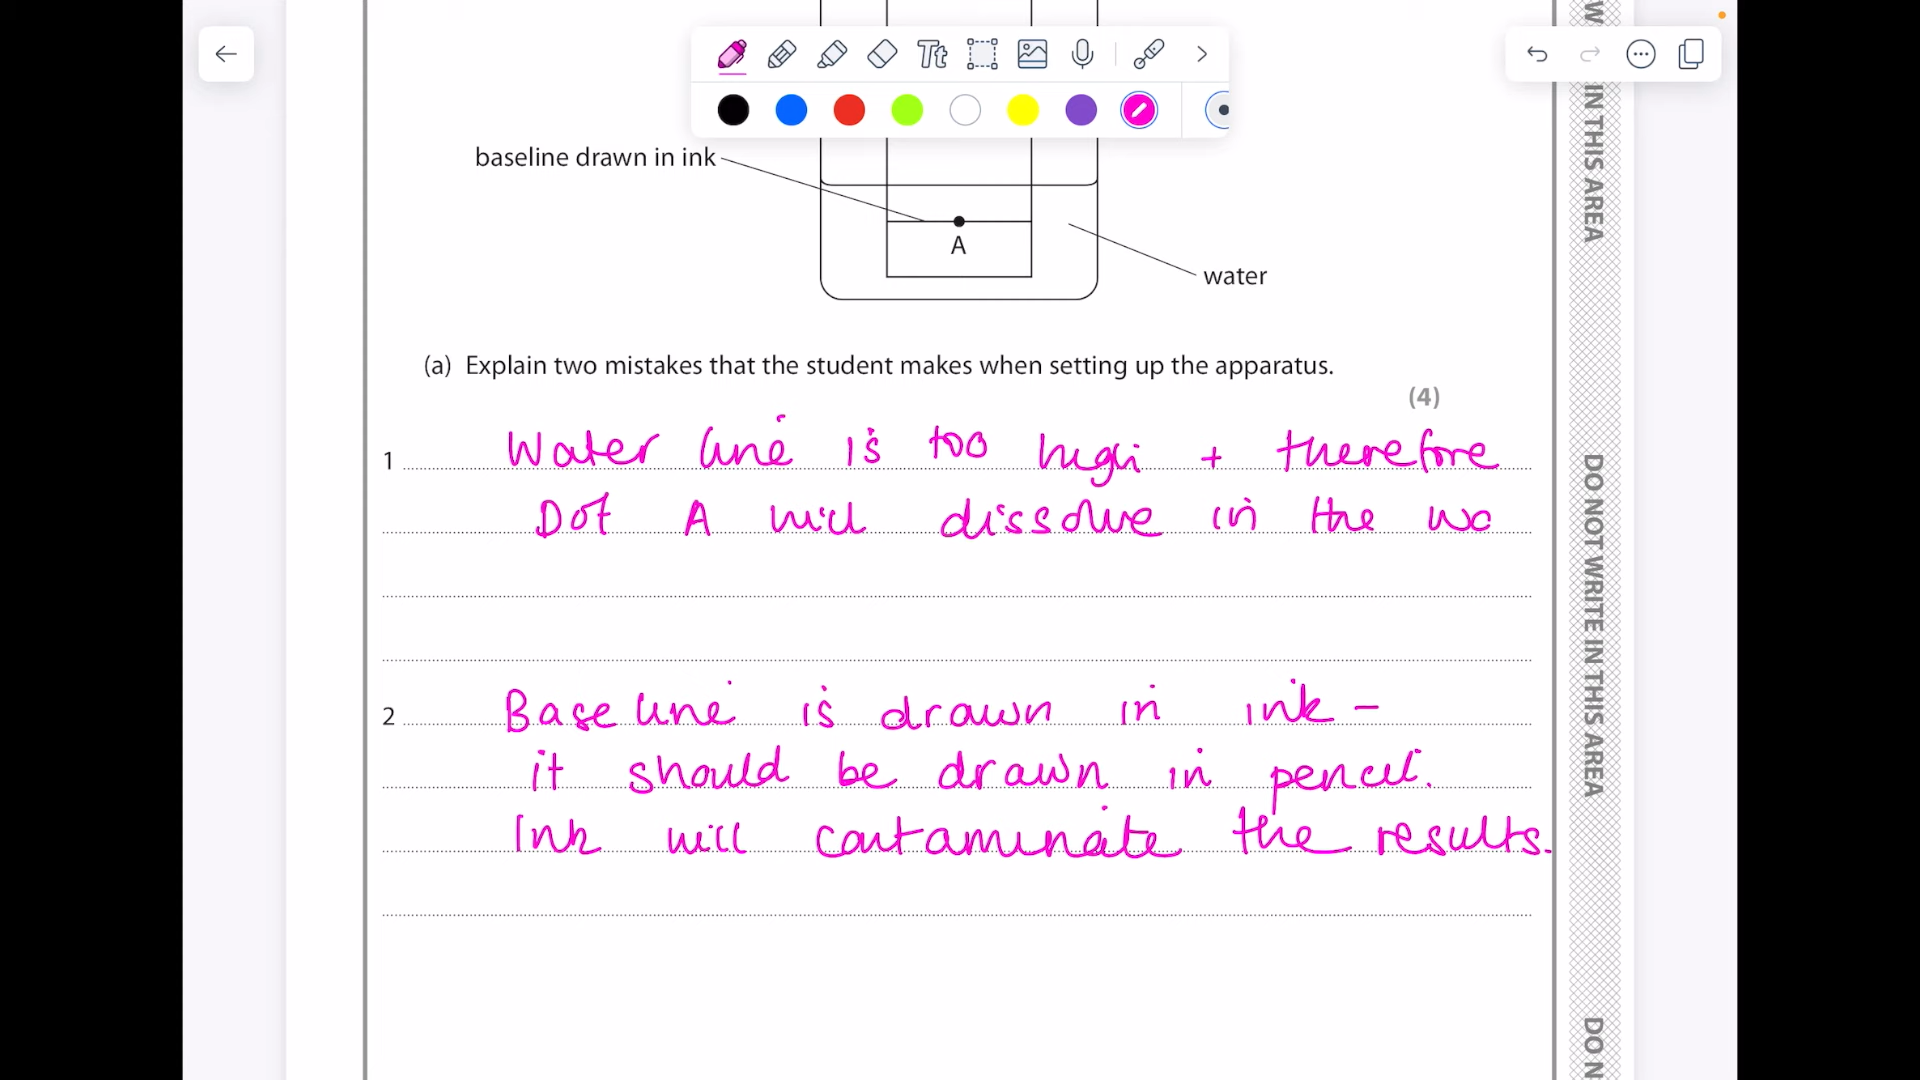 Tt
baseline drawn in ink
A
water
(a) Explain two mistakes that the student makes when setting up the apparatus.
(4)
1 Water line is too high + therefore
Dot A will dissolve in the wa
2 Base line is drawn in ink -
it should be drawn in pencil.
Ink will contaminate the results.
W
IN THIS AREA
DO NOT WRITE IN THIS AREA
DO N